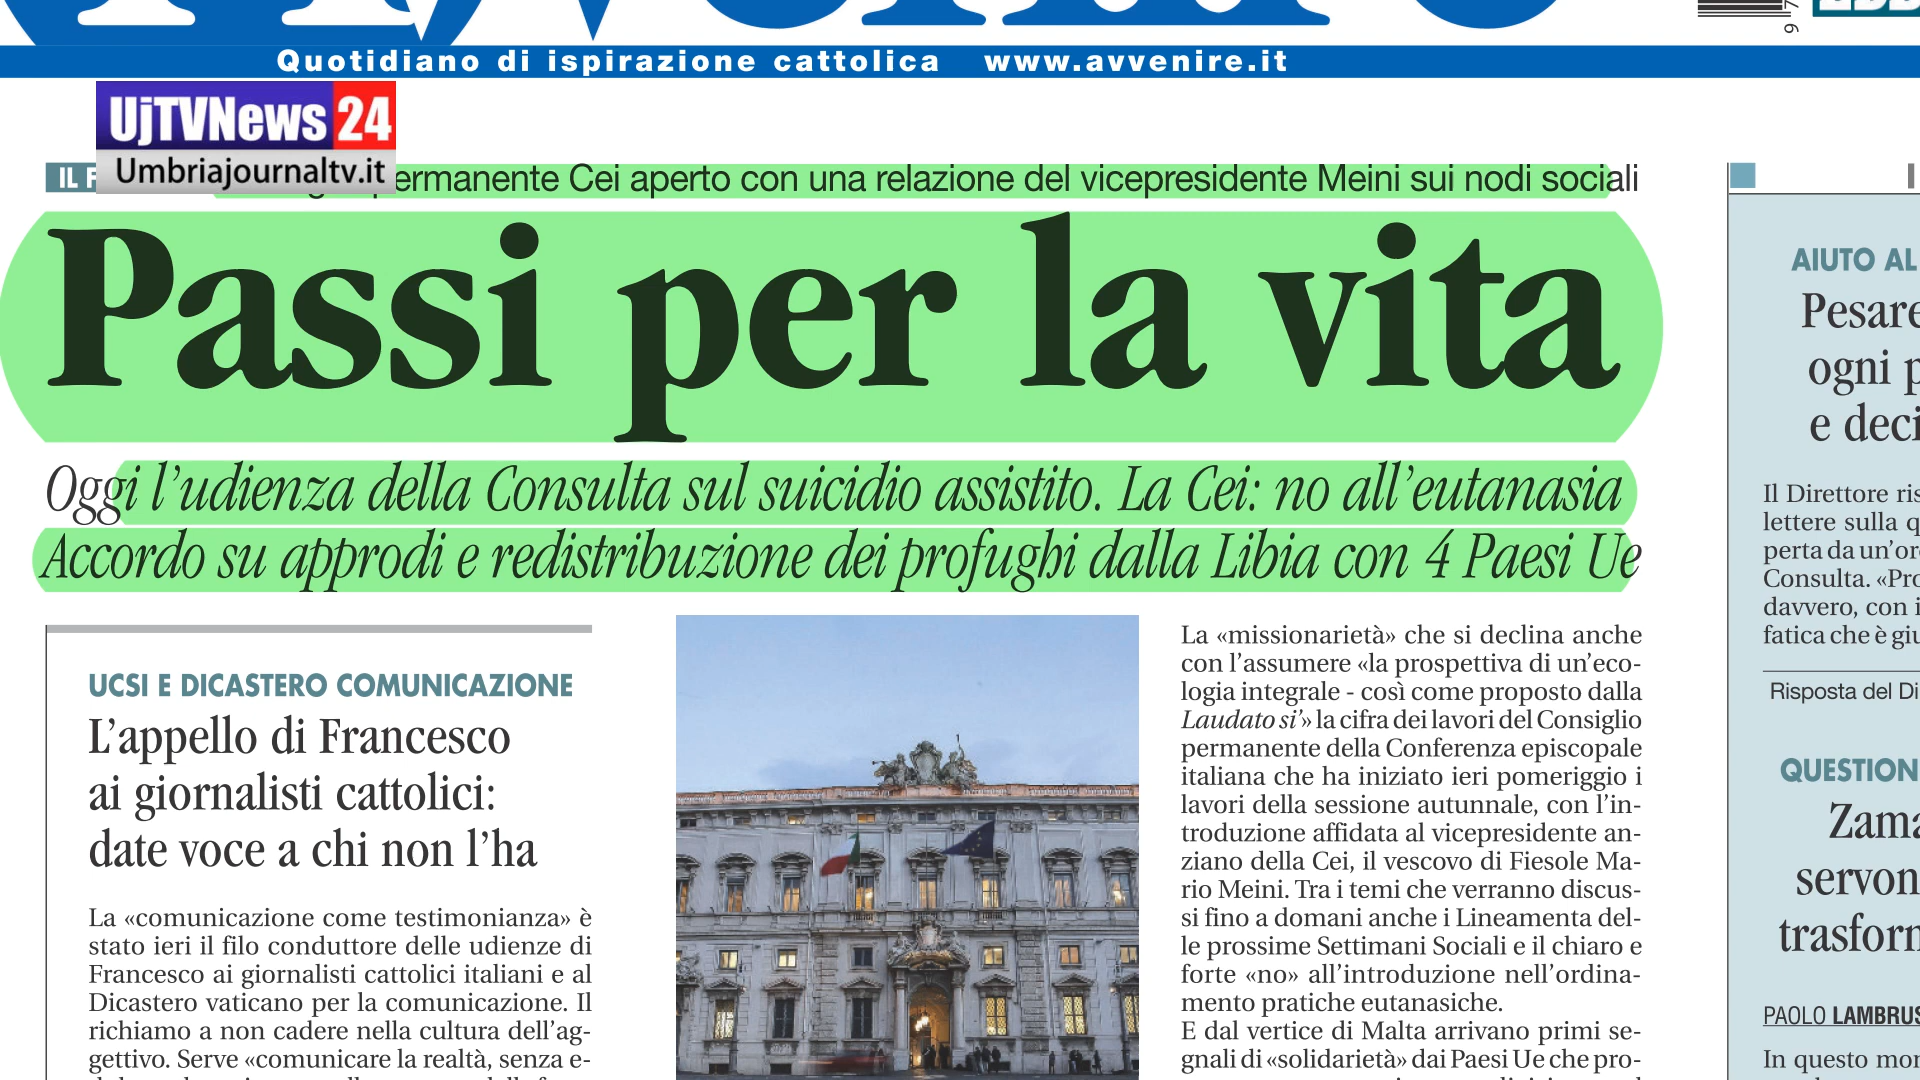 Quotidiano di ispirazione cattolica www.avvenire.it
UjTVNews 24
Umbriajournaltv.it
IL
permanente Cei aperto con una relazione del vicepresidente Meini sui nodi sociali
Passi per la vita
Oggi l'udienza della Consulta sul suicidio assistito. La Cei: no all'eutanasia
Accordo su approdi e redistribuzione dei profughi dalla Libia con 4 Paesi Ue
UCSI E DICASTERO COMUNICAZIONE
L'appello di Francesco
ai giornalisti cattolici:
date voce a chi non l'ha
La «comunicazione come testimonianza» è
stato ieri il filo conduttore delle udienze di
Francesco ai giornalisti cattolici italiani e al
Dicastero vaticano per la comunicazione. Il
richiamo a non cadere nella cultura dell'ag-
gettivo. Serve «comunicare la realtà, senza e-
La «missionarietà» che si declina anche
con l'assumere «la prospettiva di un'eco-
logia integrale - così come proposto dalla
Laudato si'» la cifra dei lavori del Consiglio
permanente della Conferenza episcopale
italiana che ha iniziato ieri pomeriggio i
lavori della sessione autunnale, con l'in-
troduzione affidata al vicepresidente an-
ziano della Cei, il vescovo di Fiesole Ma-
rio Meini. Tra i temi che verranno discus-
si fino a domani anche i Lineamenta del-
le prossime Settimani Sociali e il chiaro e
forte «no» all'introduzione nell'ordina-
mento pratiche eutanasiche.
E dal vertice di Malta arrivano primi se-
gnali di «solidarietà» dai Paesi Ue che pro-
AIUTO AL
Pesare
ogni p
e deci
Il Direttore ris
lettere sulla q
perta da un'or
Consulta. «Pro
davvero, con i
fatica che è giu
Risposta del Di
QUESTION
Zama
servon
trasforn
PAOLO LAMBRUS
In questo mon